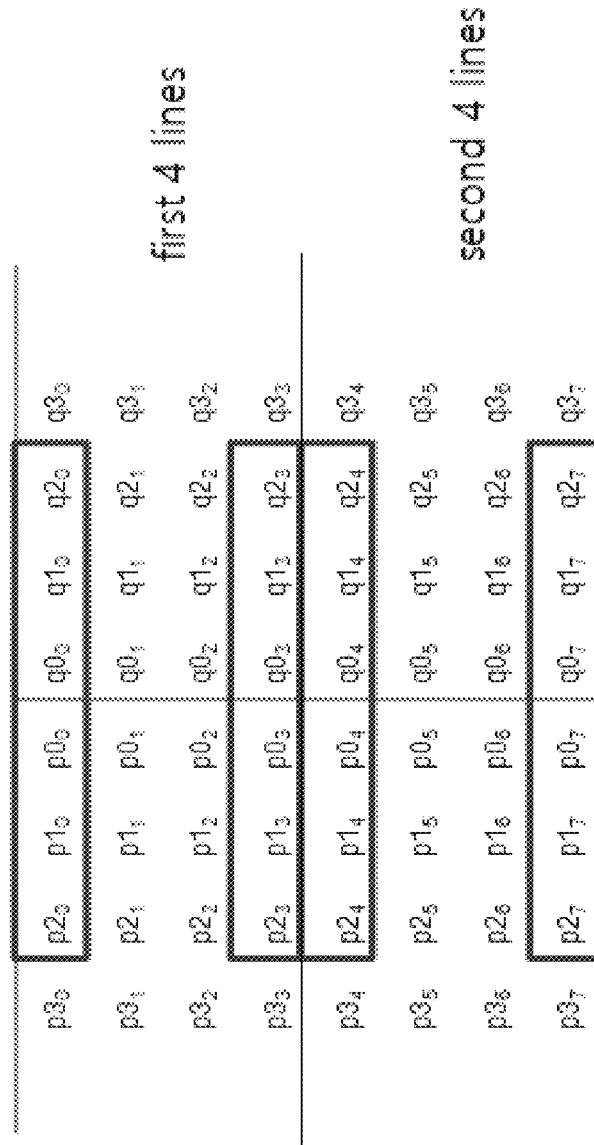 p3₀ p2₀ p1₀ p0₀ q0₀ q1₀ q2₀ q3₀
p3₁ p2₁ p1₁ p0₁ q0₁ q1₁ q2₁ q3₁
first 4 lines
p3₂ p2₂ p1₂ p0₂ q0₂ q1₂ q2₂ q3₂
p3₃ p2₃ p1₃ p0₃ q0₃ q1₃ q2₃ q3₃
p3₄ p2₄ p1₄ p0₄ q0₄ q1₄ q2₄ q3₄
p3₅ p2₅ p1₅ p0₅ q0₅ q1₅ q2₅ q3₅
second 4 lines
p3₆ p2₆ p1₆ p0₆ q0₆ q1₆ q2₆ q3₆
p3₇ p2₇ p1₇ p0₇ q0₇ q1₇ q2₇ q3₇